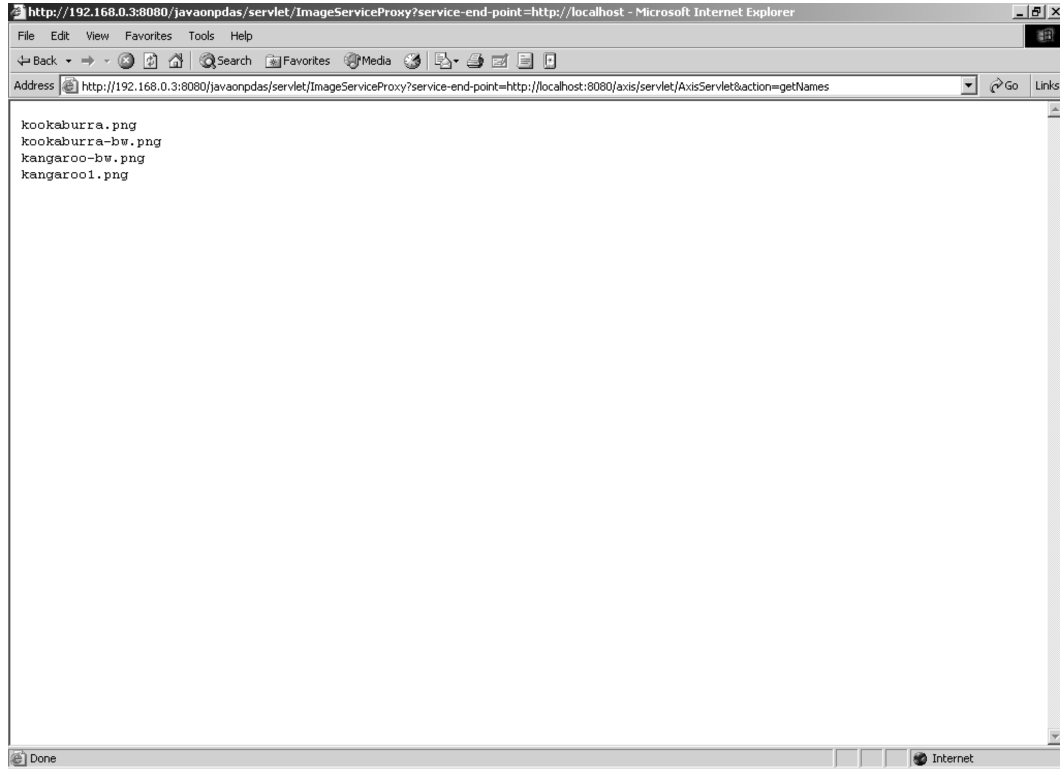 http://192.168.0.3:8080/javaonpdas/servlet/ImageServiceProxy?service-end-point=http://localhost - Microsoft Internet Explorer
File Edit View Favorites Tools Help
Back Search Favorites Media
Address http://192.168.0.3:8080/javaonpdas/servlet/ImageServiceProxy?service-end-point=http://localhost:8080/axis/servlet/AxisServlet&action=getNames Go Links
kookaburra.png
kookaburra-bw.png
kangaroo-bw.png
kangaroo1.png
Done Internet